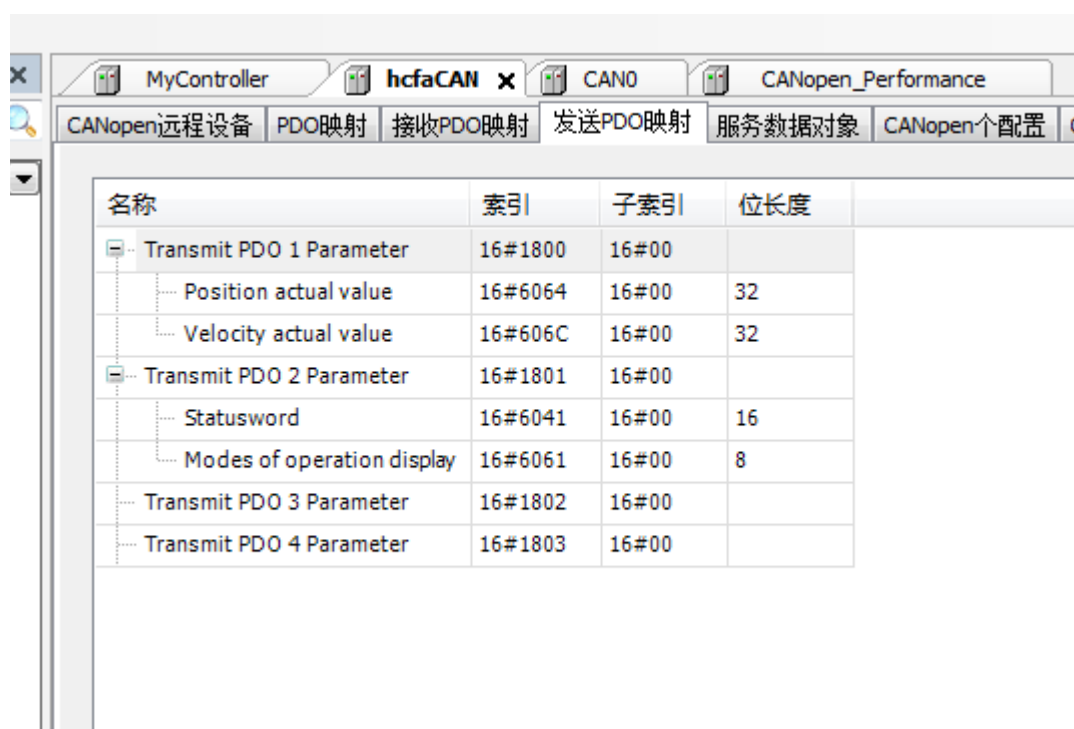 MyController hcfaCAN CAN0 CANopen_Performance
CANopen远程设备 PDO映射 接收PDO映射 发送PDO映射 服务数据对象 CANopen个配置
名称 索引 子索引 位长度
Transmit PDO 1 Parameter 16#1800 16#00
Position actual value 16#6064 16#00 32
Velocity actual value 16#606C 16#00 32
Transmit PDO 2 Parameter 16#1801 16#00
Statusword 16#6041 16#00 16
Modes of operation display 16#6061 16#00 8
Transmit PDO 3 Parameter 16#1802 16#00
Transmit PDO 4 Parameter 16#1803 16#00